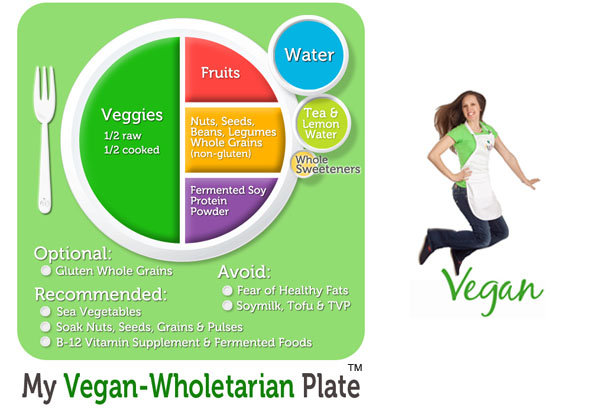 Water
Fruits
Veggies
1/2 raw
1/2 cooked
Nuts, Seeds,
Beans, Legumes
Whole Grains
(non-gluten)
Tea &
Lemon
Water
Whole
Sweeteners
Fermented Soy
Protein
Powder
Optional:
Gluten Whole Grains
Avoid:
Fear of Healthy Fats
Soymilk, Tofu & TVP
Recommended:
Sea Vegetables
Soak Nuts, Seeds, Grains & Pulses
B-12 Vitamin Supplement & Fermented Foods
My Vegan-Wholetarian Plate™
Vegan